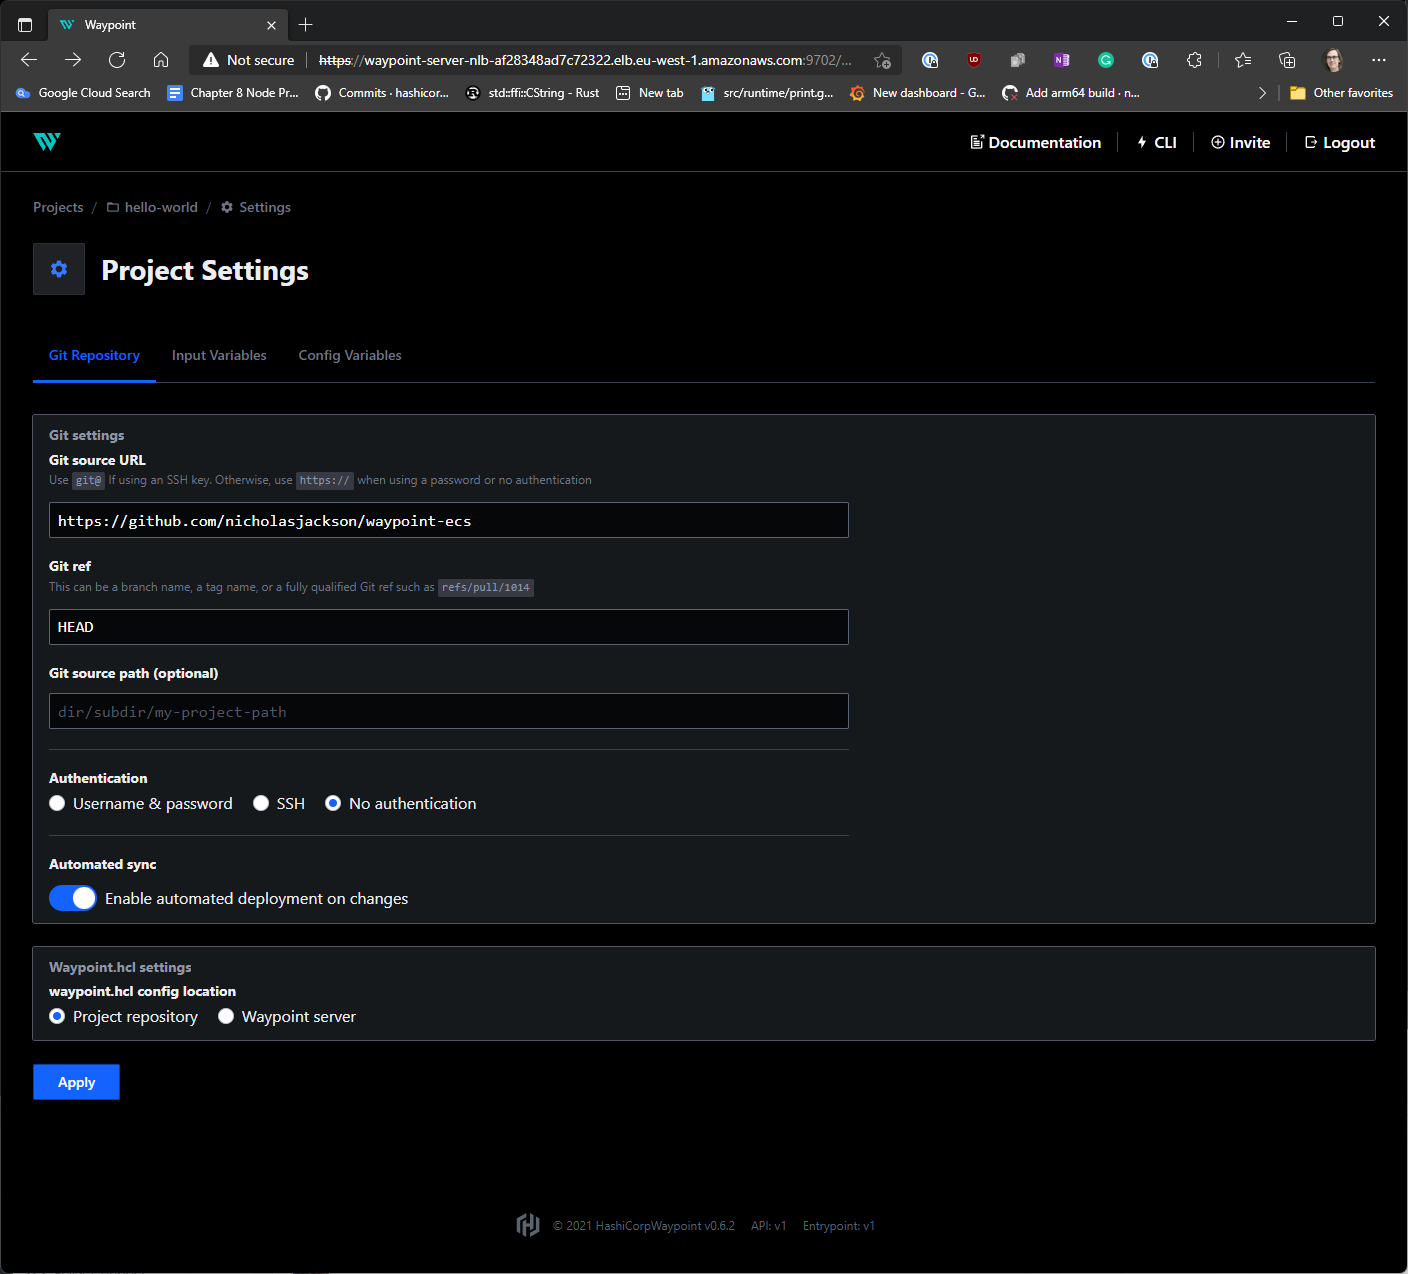 Waypoint
Not secure https://waypoint-server-nlb-af28348ad7c72322.elb.eu-west-1.amazonaws.com:9702/...
Google Cloud Search Chapter 8 Node Pr... Commits · hashicor... std::ffi::CString - Rust New tab src/runtime/print.g... New dashboard - G... Add arm64 build · n... Other favorites
Documentation CLI Invite Logout
Projects / hello-world / Settings
Project Settings
Git Repository Input Variables Config Variables
Git settings
Git source URL
Use git@ If using an SSH key. Otherwise, use https:// when using a password or no authentication
https://github.com/nicholasjackson/waypoint-ecs
Git ref
This can be a branch name, a tag name, or a fully qualified Git ref such as refs/pull/1014
HEAD
Git source path (optional)
dir/subdir/my-project-path
Authentication
Username & password SSH No authentication
Automated sync
Enable automated deployment on changes
Waypoint.hcl settings
waypoint.hcl config location
Project repository Waypoint server
Apply
© 2021 HashiCorpWaypoint v0.6.2 API: v1 Entrypoint: v1